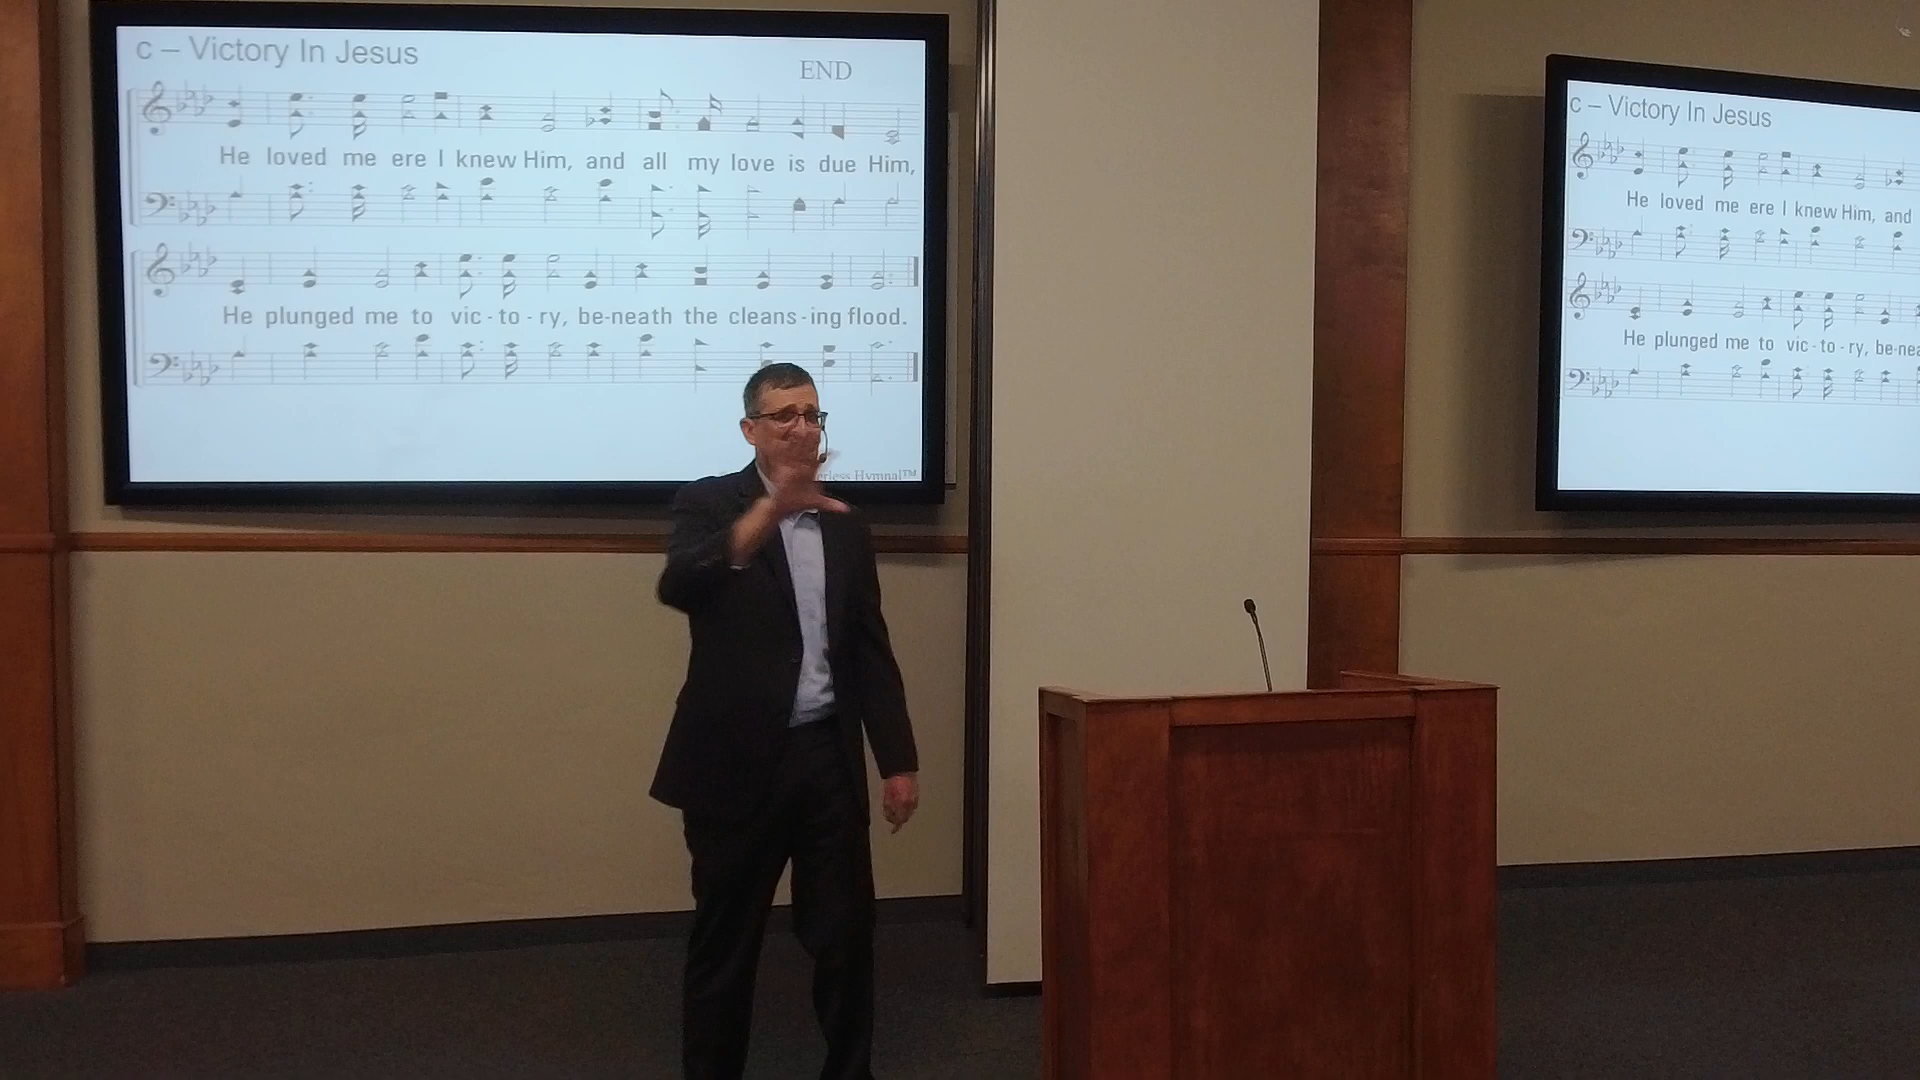 c – Victory In Jesus
END
He loved me ere I knew Him, and all my love is due Him,
He plunged me to vic - to - ry, be-neath the cleans - ing flood.
Hymnal™
c – Victory In Jesus
He loved me ere I knew Him, and
He plunged me to vic - to - ry,